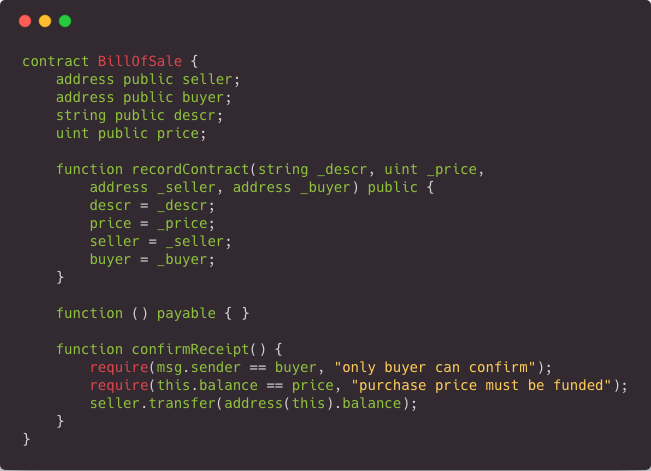 contract BillOfSale {
    address public seller;
    address public buyer;
    string public descr;
    uint public price;

    function recordContract(string _descr, uint _price,
        address _seller, address _buyer) public {
        descr = _descr;
        price = _price;
        seller = _seller;
        buyer = _buyer;
    }

    function () payable { }

    function confirmReceipt() {
        require(msg.sender == buyer, "only buyer can confirm");
        require(this.balance == price, "purchase price must be funded");
        seller.transfer(address(this).balance);
    }
}